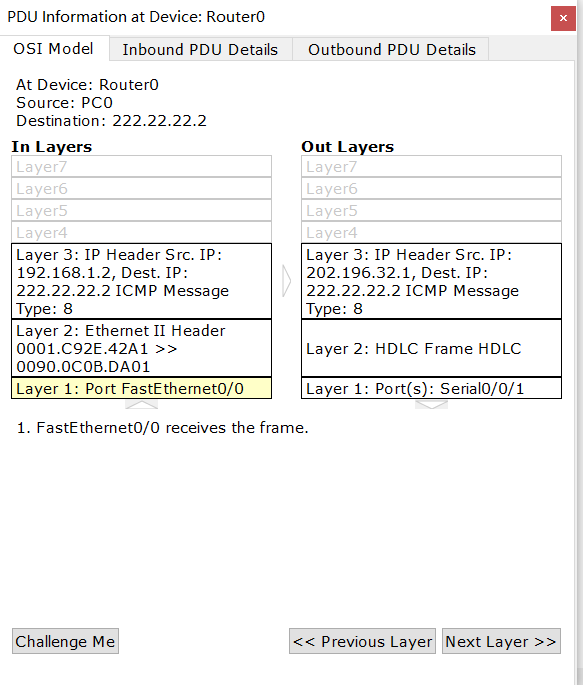 PDU Information at Device: Router0
×
OSI Model
Inbound PDU Details
Outbound PDU Details
At Device: Router0
Source: PC0
Destination: 222.22.22.2
In Layers
Layer7
Layer6
Layer5
Layer4
Layer 3: IP Header Src. IP:
192.168.1.2, Dest. IP:
222.22.22.2 ICMP Message
Type: 8
Layer 2: Ethernet II Header
0001.C92E.42A1 >>
0090.0C0B.DA01
Layer 1: Port FastEthernet0/0
Out Layers
Layer7
Layer6
Layer5
Layer4
Layer 3: IP Header Src. IP:
202.196.32.1, Dest. IP:
222.22.22.2 ICMP Message
Type: 8
Layer 2: HDLC Frame HDLC
Layer 1: Port(s): Serial0/0/1
1. FastEthernet0/0 receives the frame.
Challenge Me
<< Previous Layer
Next Layer >>